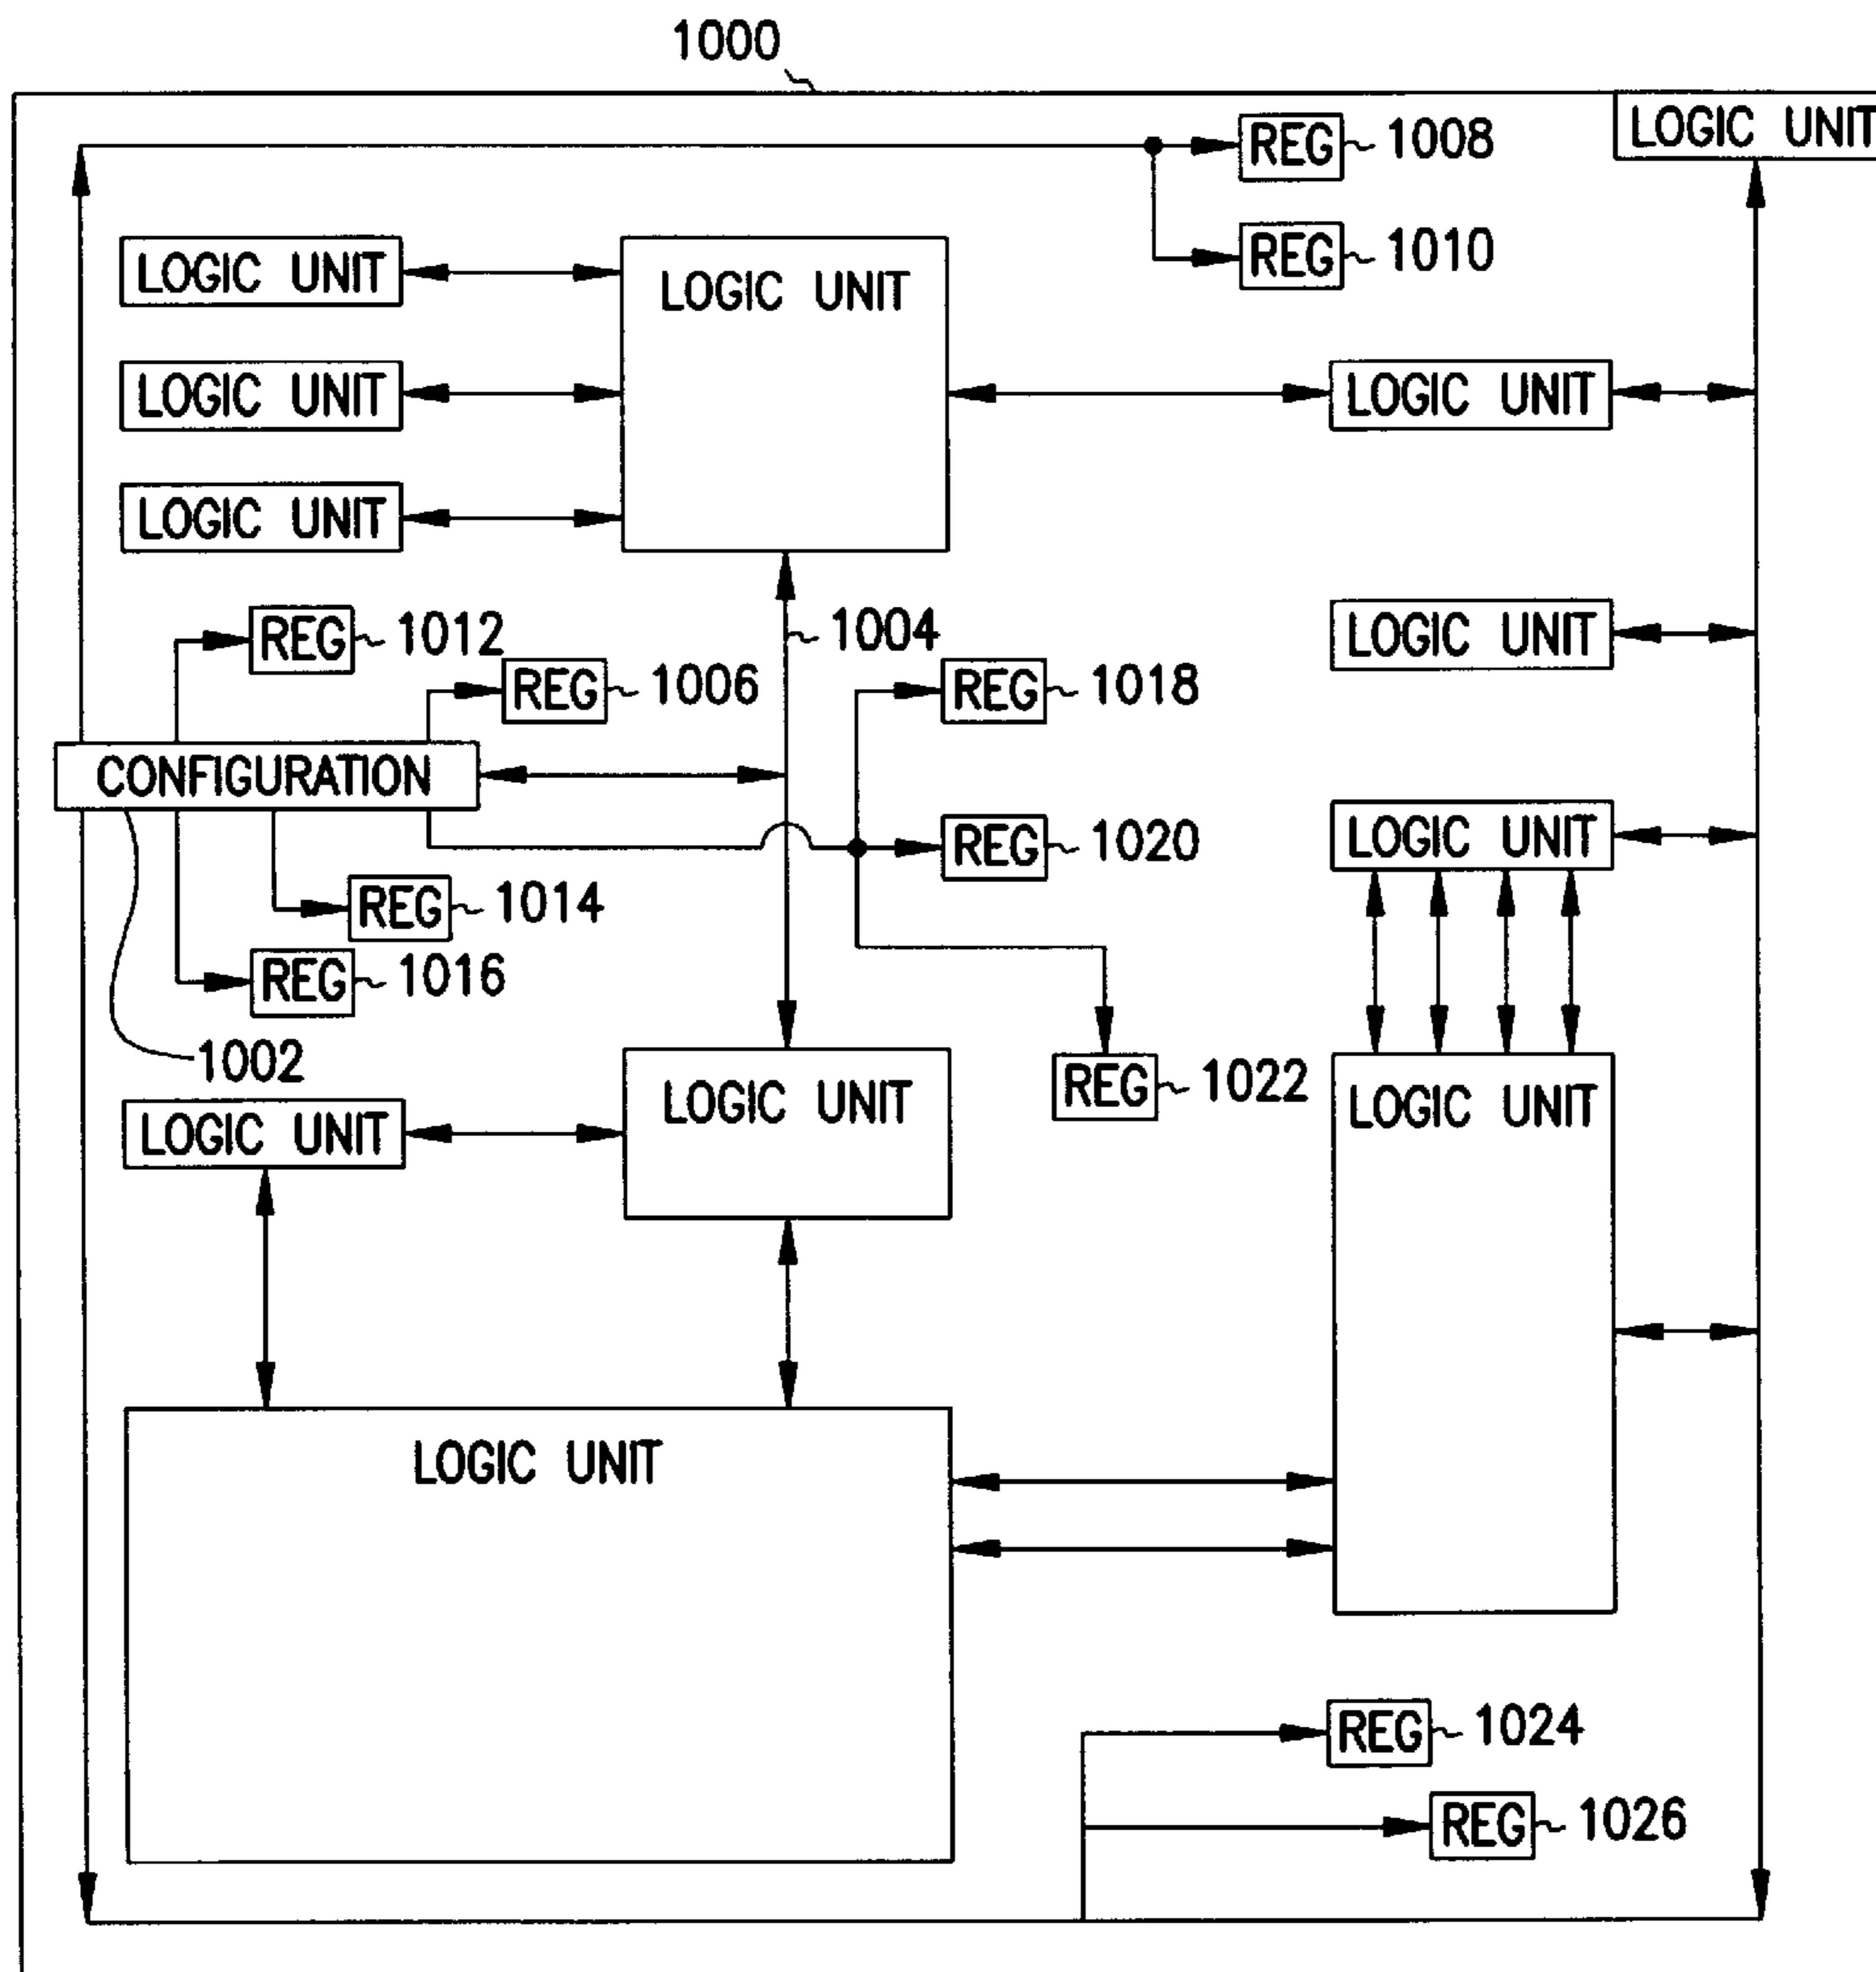 1000
LOGIC UNIT
REG 1008
REG 1010
LOGIC UNIT
LOGIC UNIT
LOGIC UNIT
LOGIC UNIT
LOGIC UNIT
LOGIC UNIT
REG 1012
1004
LOGIC UNIT
REG 1006
REG 1018
CONFIGURATION
LOGIC UNIT
REG 1020
REG 1014
REG 1016
1002
REG 1022
LOGIC UNIT
LOGIC UNIT
LOGIC UNIT
LOGIC UNIT
REG 1024
REG 1026